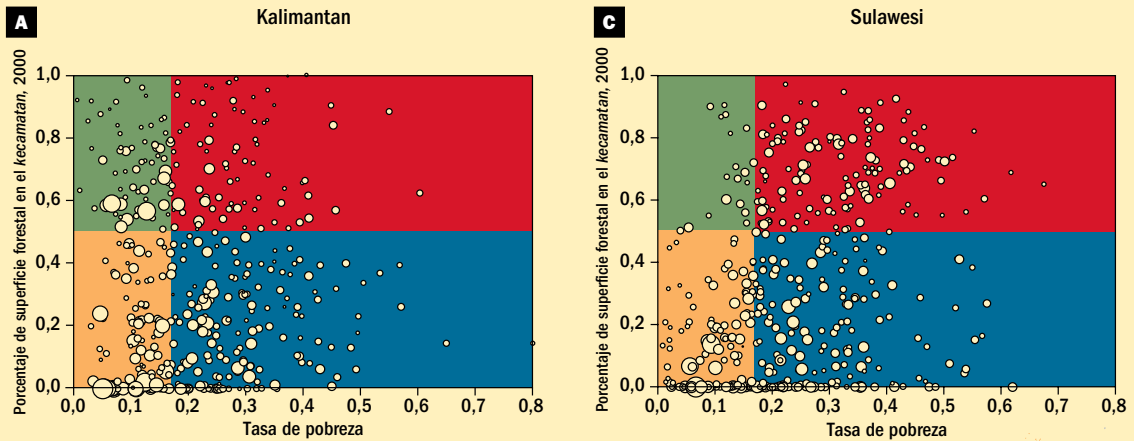 A
Kalimantan
Porcentaje de superficie forestal en el kecamatan, 2000
1,0
0,8
0,6
0,4
0,2
0,0
0,0 0,1 0,2 0,3 0,4 0,5 0,6 0,7 0,8
Tasa de pobreza
C
Sulawesi
Porcentaje de superficie forestal en el kecamatan, 2000
1,0
0,8
0,6
0,4
0,2
0,0
0,0 0,1 0,2 0,3 0,4 0,5 0,6 0,7 0,8
Tasa de pobreza